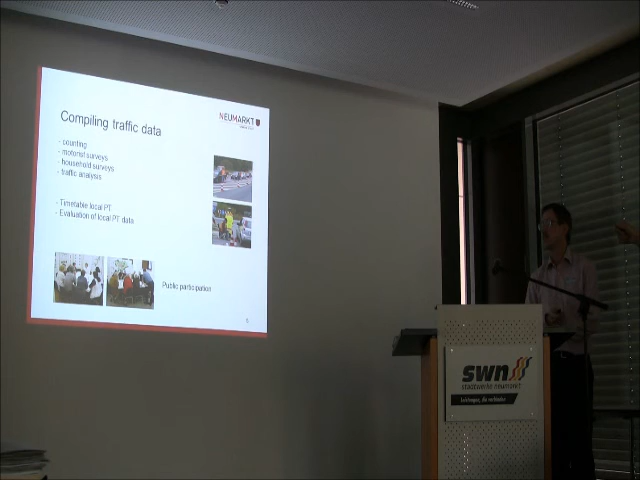 NEUMARKT
Compiling traffic data
- counting
- motorist surveys
- household surveys
- traffic analysis
- Timetable local PT
- Evaluation of local PT data
Public participation
swn
stadtwerke neumarkt